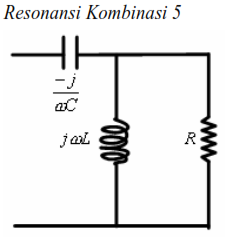 Resonansi Kombinasi 5
-j
ωC
jωL
R